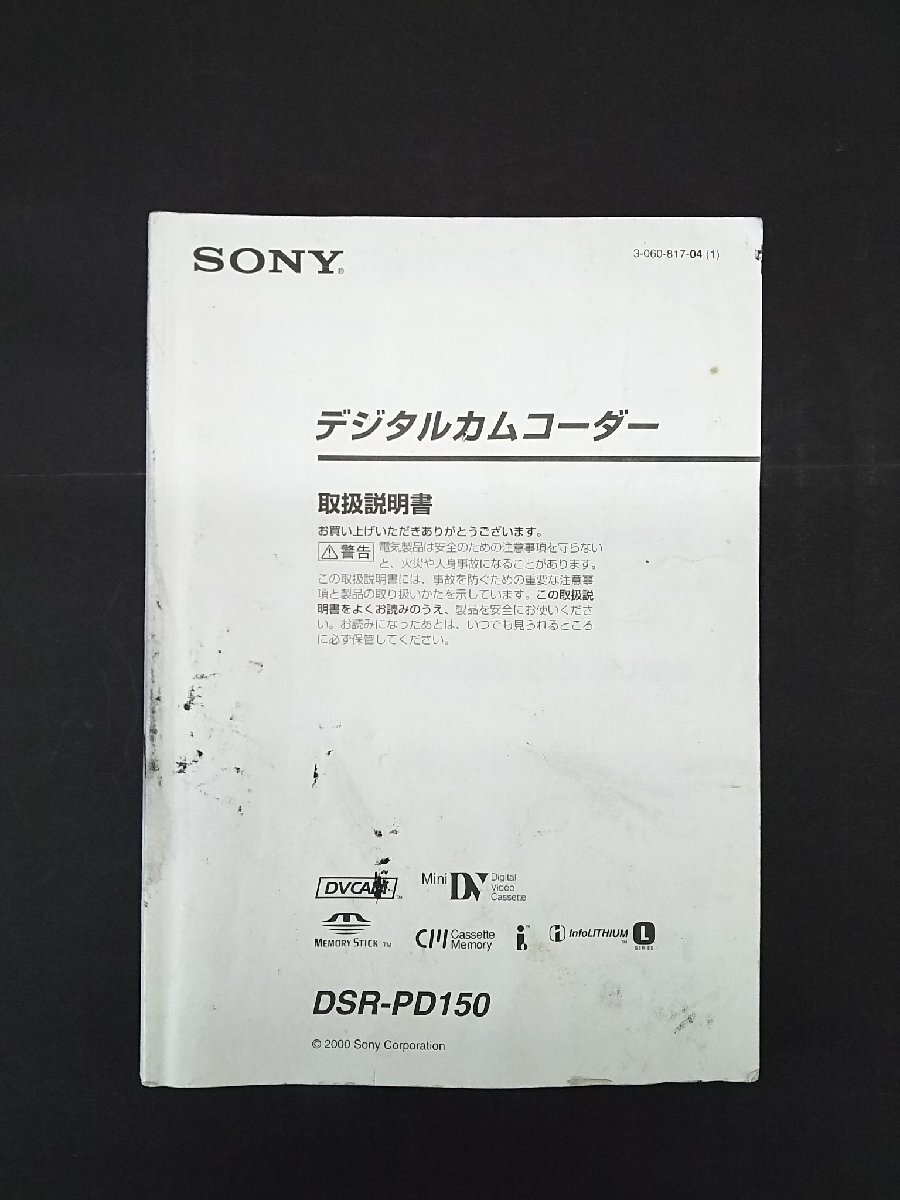 SONY®
3-060-817-04 (1)
デジタルカムコーダー
取扱説明書
お買い上げいただきありがとうございます。
警告 電気製品は安全のための注意事項を守らない
と、火災や人身事故になることがあります。
この取扱説明書には、事故を防ぐための重要な注意事
項と製品の取り扱いかたを示しています。この取扱説
明書をよくお読みのうえ、製品を安全にお使いくださ
い。お読みになったあとは、いつでも見られるところ
に必ず保管してください。
DVCAM™
Mini DV Digital
Video
Cassette
MEMORY STICK™
CM Cassette
Memory
i™
InfoLITHIUM™ L
SERIES
DSR-PD150
© 2000 Sony Corporation